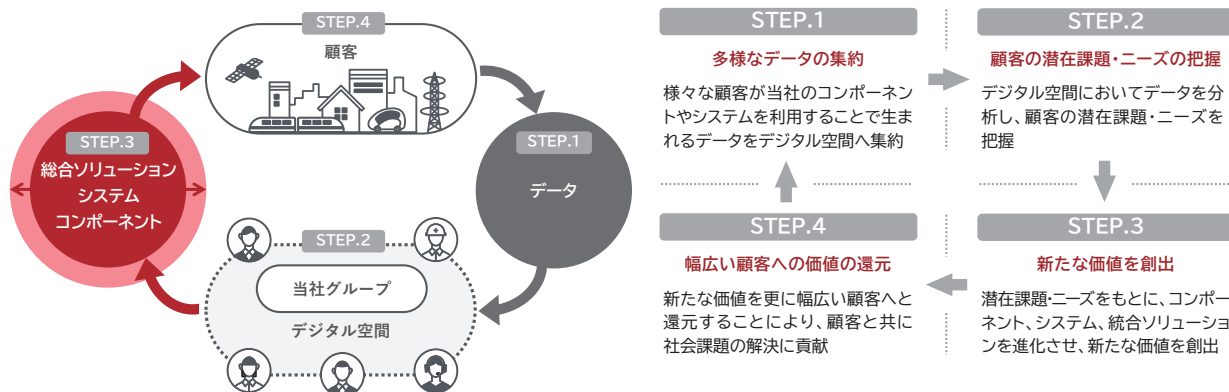 STEP.4
顧客
STEP.3
総合ソリューション
システム
コンポーネント
STEP.1
データ
STEP.2
当社グループ
デジタル空間
STEP.1
多様なデータの集約
様々な顧客が当社のコンポーネン
トやシステムを利用することで生ま
れるデータをデジタル空間へ集約
STEP.2
顧客の潜在課題・ニーズの把握
デジタル空間においてデータを分
析し、顧客の潜在課題・ニーズを
把握
STEP.4
幅広い顧客への価値の還元
新たな価値を更に幅広い顧客へと
還元することにより、顧客と共に
社会課題の解決に貢献
STEP.3
新たな価値を創出
潜在課題・ニーズをもとに、コンポー
ネント、システム、統合ソリューショ
ンを進化させ、新たな価値を創出